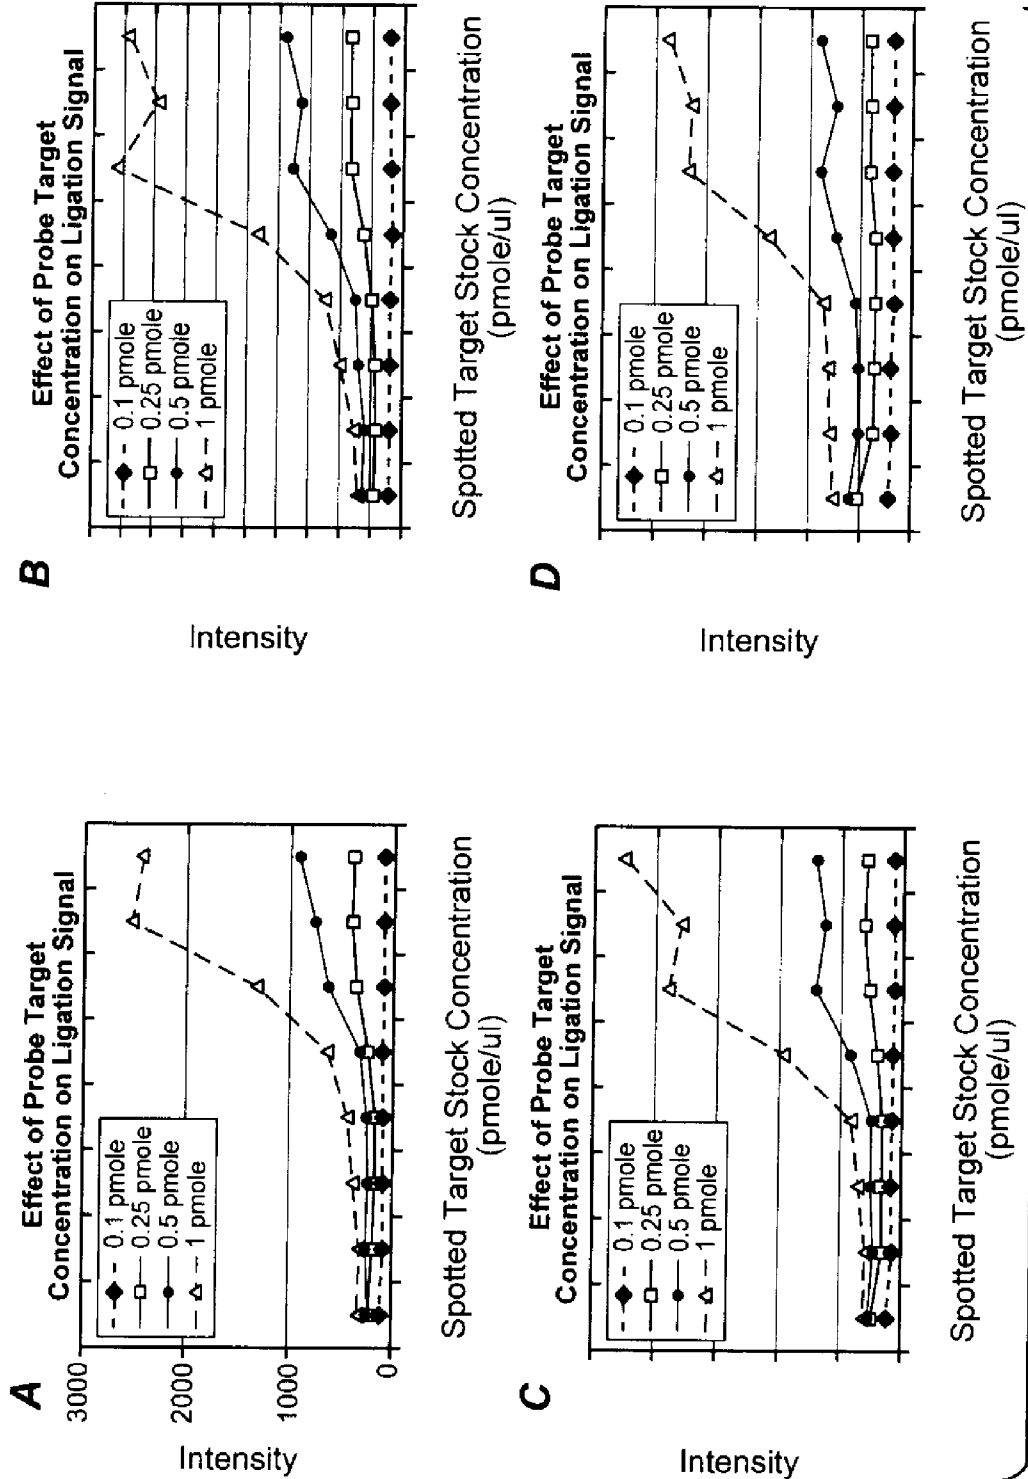 A
Effect of Probe Target
Concentration on Ligation Signal
0.1 pmole
0.25 pmole
0.5 pmole
1 pmole
3000
2000
1000
0
Intensity
Spotted Target Stock Concentration
(pmole/ul)
B
Effect of Probe Target
Concentration on Ligation Signal
0.1 pmole
0.25 pmole
0.5 pmole
1 pmole
Intensity
Spotted Target Stock Concentration
(pmole/ul)
C
Effect of Probe Target
Concentration on Ligation Signal
0.1 pmole
0.25 pmole
0.5 pmole
1 pmole
Intensity
Spotted Target Stock Concentration
(pmole/ul)
D
Effect of Probe Target
Concentration on Ligation Signal
0.1 pmole
0.25 pmole
0.5 pmole
1 pmole
Intensity
Spotted Target Stock Concentration
(pmole/ul)